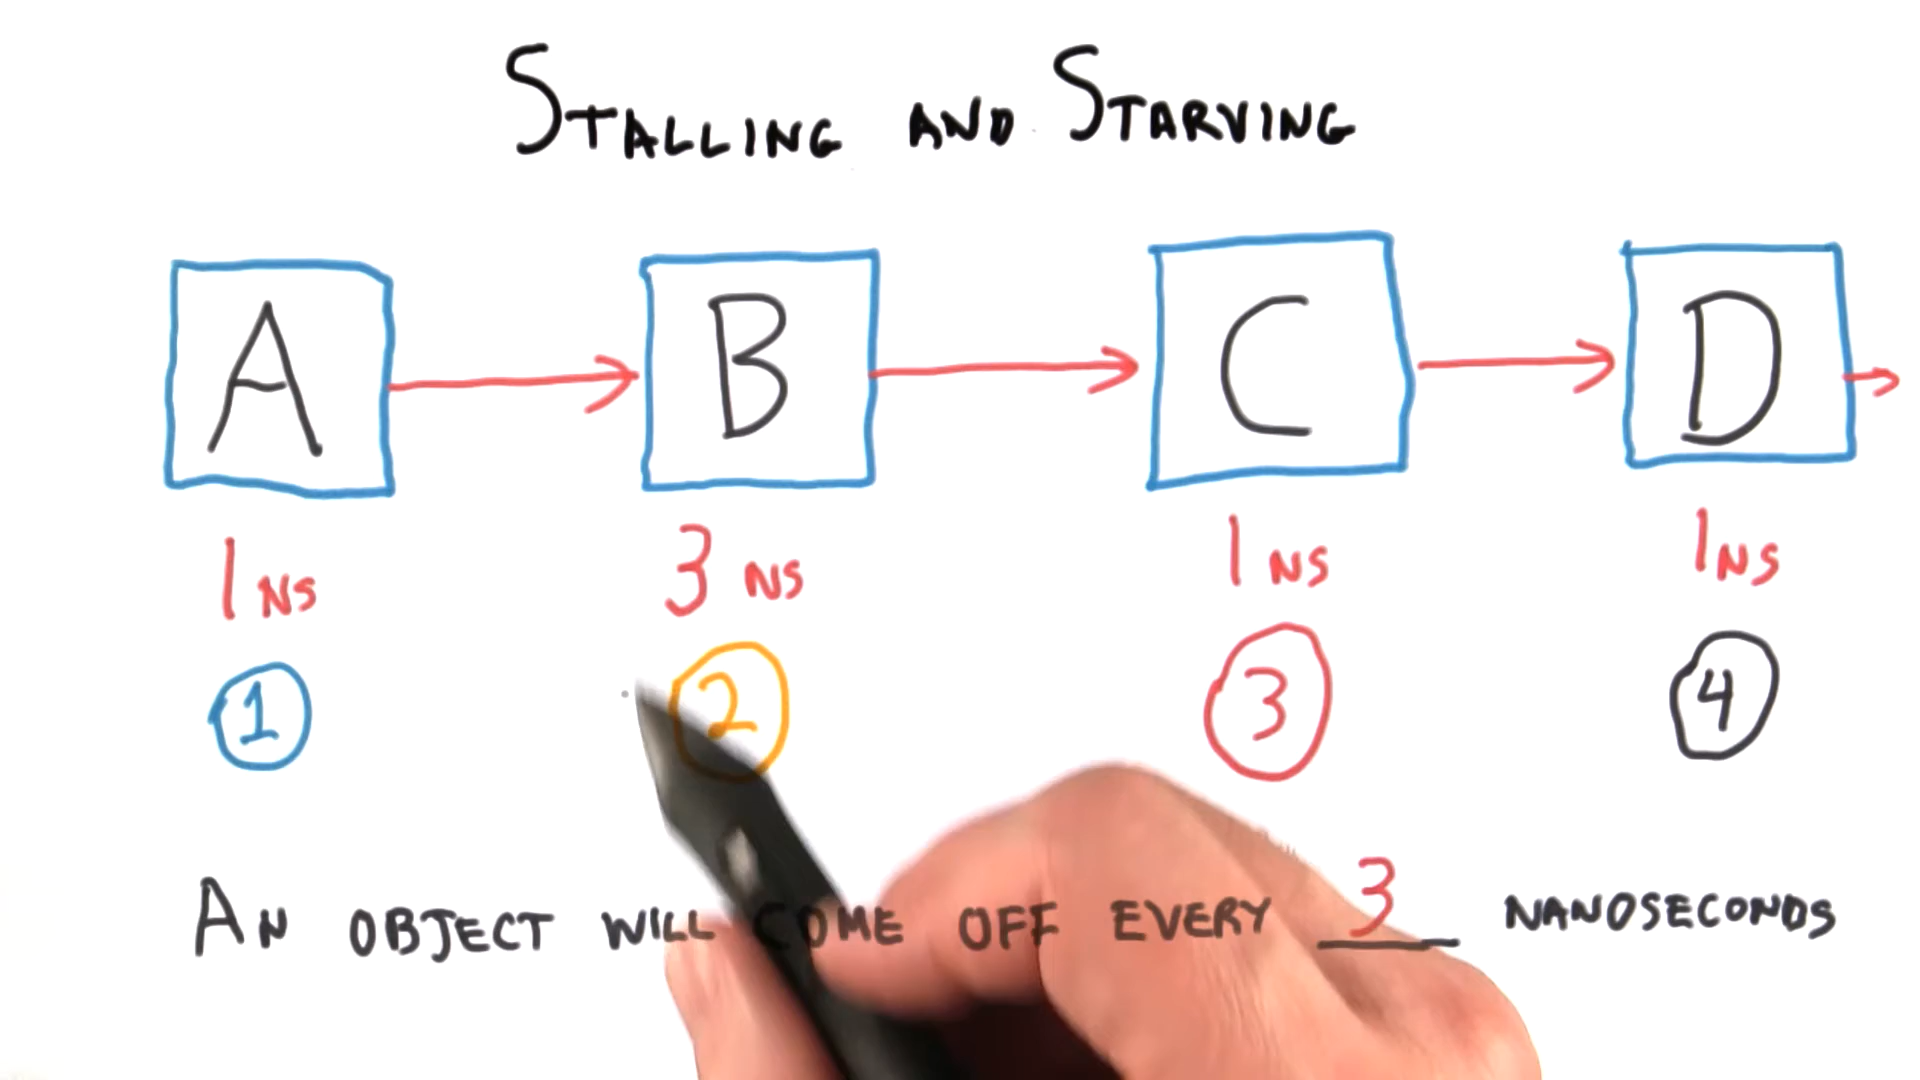 STALLING AND STARVING
A B C D
1 NS 3 NS 1 NS 1 NS
1 2 3 4
AN OBJECT WILL COME OFF EVERY 3 NANOSECONDS